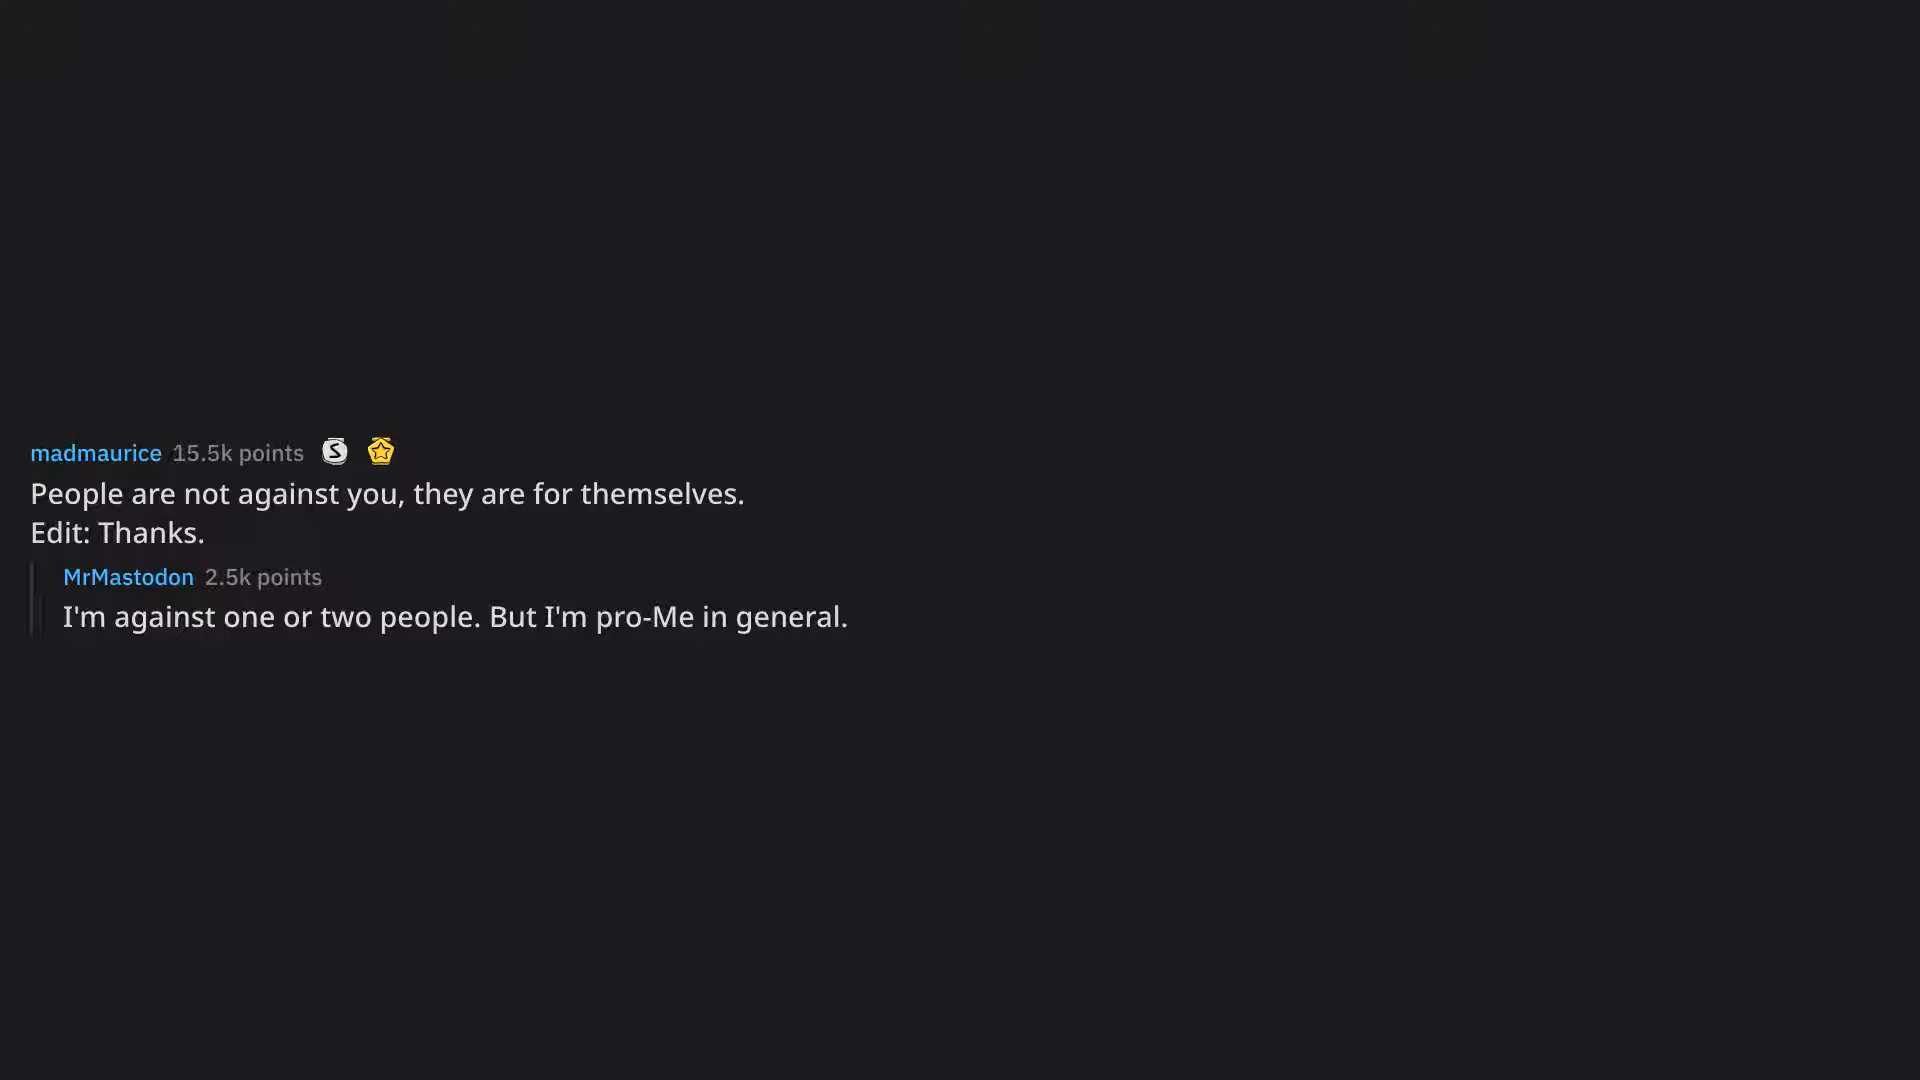 madmaurice 15.5k points
People are not against you, they are for themselves.
Edit: Thanks.
MrMastodon 2.5k points
I'm against one or two people. But I'm pro-Me in general.